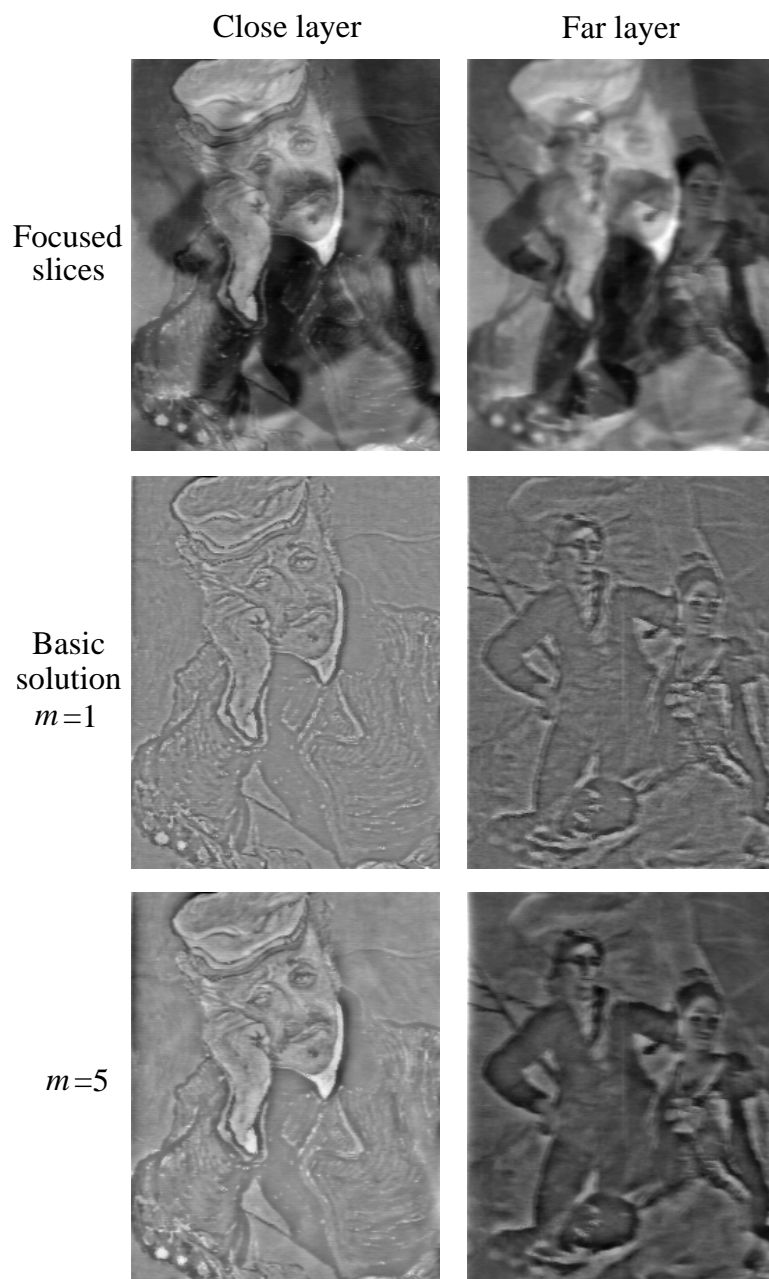 Close layer
Far layer
Focused
slices
Basic
solution
m=1
m=5